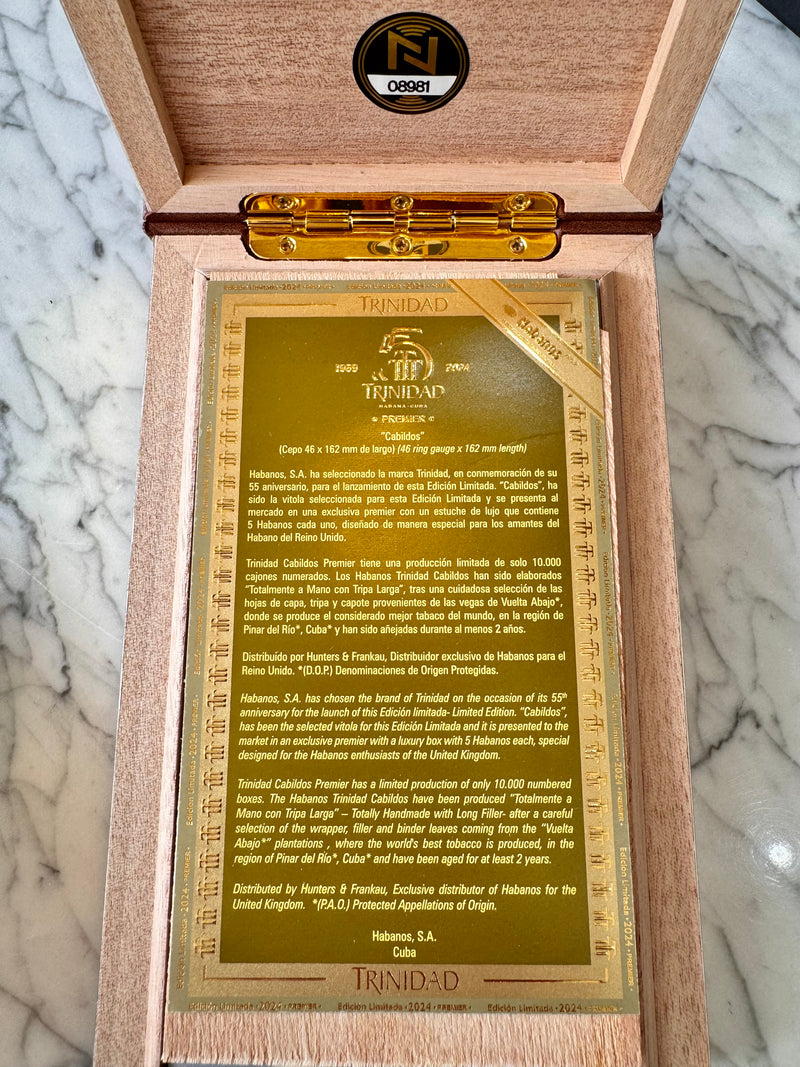 N
08981
Edición Limitada • 2024 • PREMIER •
TRINIDAD
Habanos
55
1969 2024
TRINIDAD
HABANA - CUBA
PREMIER
"Cabildos"
(Cepo 46 x 162 mm de largo) (46 ring gauge x 162 mm length)
Habanos, S.A. ha seleccionado la marca Trinidad, en conmemoración de su
55 aniversario, para el lanzamiento de esta Edición Limitada. "Cabildos", ha
sido la vitola seleccionada para esta Edición Limitada y se presenta al
mercado en una exclusiva premier con un estuche de lujo que contiene
5 Habanos cada uno, diseñado de manera especial para los amantes del
Habano del Reino Unido.
Trinidad Cabildos Premier tiene una producción limitada de solo 10.000
cajones numerados. Los Habanos Trinidad Cabildos han sido elaborados
"Totalmente a Mano con Tripa Larga", tras una cuidadosa selección de las
hojas de capa, tripa y capote provenientes de las vegas de Vuelta Abajo*,
donde se produce el considerado mejor tabaco del mundo, en la región de
Pinar del Río*, Cuba* y han sido añejadas durante al menos 2 años.
Distribuído por Hunters & Frankau, Distribuidor exclusivo de Habanos para el
Reino Unido. *(D.O.P.) Denominaciones de Origen Protegidas.
Habanos, S.A. has chosen the brand of Trinidad on the occasion of its 55th
anniversary for the launch of this Edición limitada- Limited Edition. "Cabildos",
has been the selected vitola for this Edición Limitada and it is presented to the
market in an exclusive premier with a luxury box with 5 Habanos each, special
designed for the Habanos enthusiasts of the United Kingdom.
Trinidad Cabildos Premier has a limited production of only 10.000 numbered
boxes. The Habanos Trinidad Cabildos have been produced "Totalmente a
Mano con Tripa Larga" – Totally Handmade with Long Filler- after a careful
selection of the wrapper, filler and binder leaves coming from the "Vuelta
Abajo*" plantations , where the world's best tobacco is produced, in the
region of Pinar del Río*, Cuba* and have been aged for at least 2 years.
Distributed by Hunters & Frankau, Exclusive distributor of Habanos for the
United Kingdom. *(P.A.O.) Protected Appellations of Origin.
Habanos, S.A.
Cuba
TRINIDAD
Edición Limitada • 2024 • PREMIER • Edición Limitada • 2024 • PREMIER • Edición Limitada • 2024 • PREMIER •